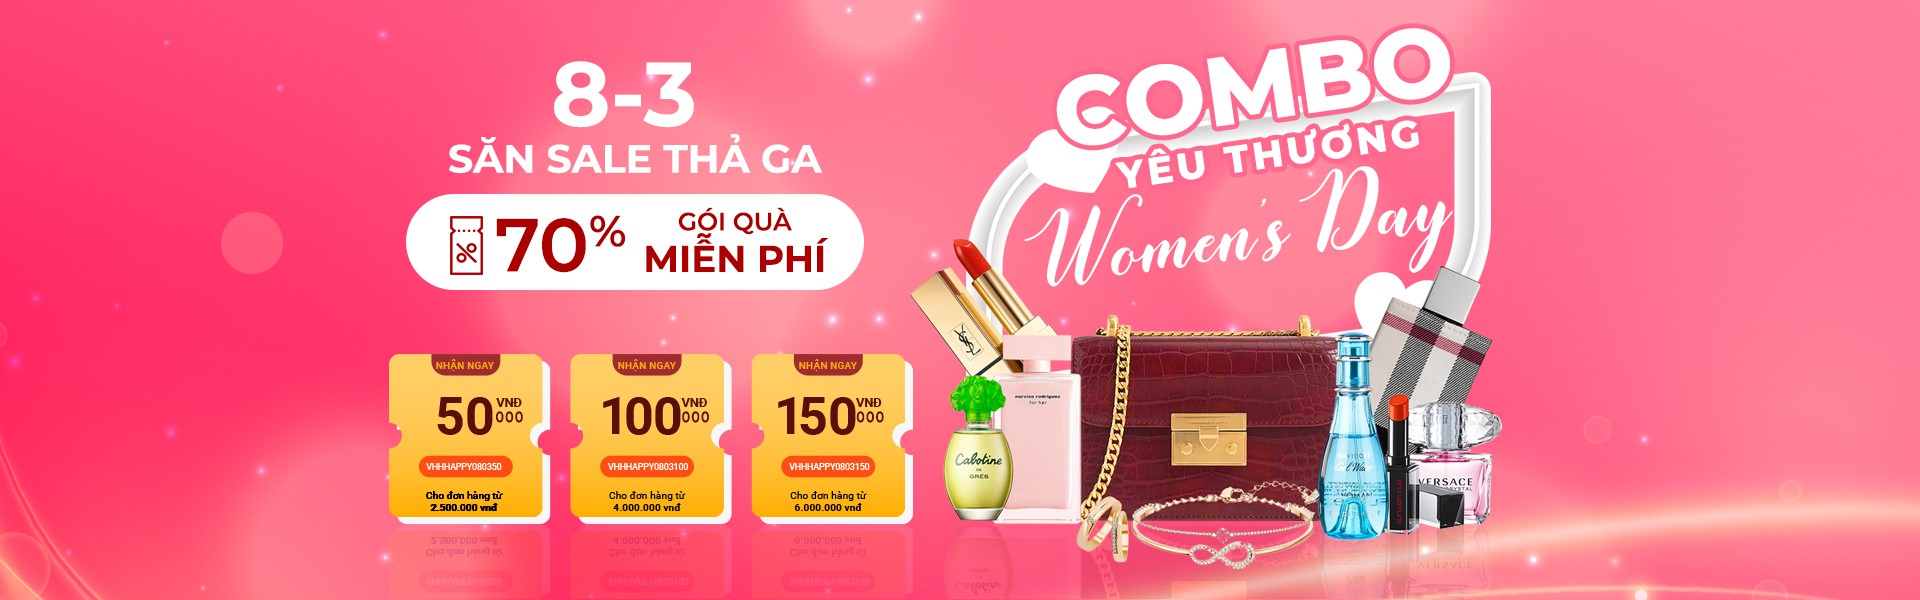 8-3
SĂN SALE THẢ GA
70%
GÓI QUÀ
MIỄN PHÍ
COMBO
YÊU THƯƠNG
Women's Day
NHẬN NGAY
50 VNĐ
000
VHHHAPPY080350
Cho đơn hàng từ
2.500.000 vnđ
NHẬN NGAY
100 VNĐ
000
VHHHAPPY0803100
Cho đơn hàng từ
4.000.000 vnđ
NHẬN NGAY
150 VNĐ
000
VHHHAPPY0803150
Cho đơn hàng từ
6.000.000 vnđ
YSL
narciso rodriguez
for her
Cabotine
DE
GRÈS
WOMAN
VERSACE